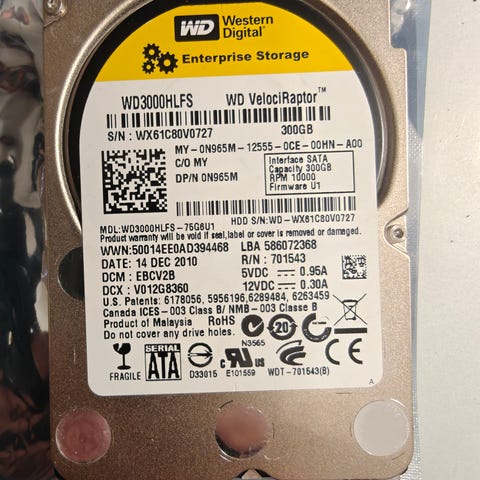 WD Western Digital®
Enterprise Storage
WD3000HLFS WD VelociRaptor™
S/N : WX61C80V0727 300GB
MY-0N965M-12555-0CE-00HN-A00
C/O MY
DP/N 0N965M
Interface SATA
Capacity 300GB
RPM 10000
Firmware U1
HDD S/N:WD-WX61C80V0727
MDL:WD3000HLFS-75G6U1
Product warranty will be void if seal,label or cover is removed or damaged.
WWN:50014EE0AD394468 LBA 586072368
DATE: 14 DEC 2010 R/N : 701543
DCM : EBCV2B 5VDC ⎓ 0.95A
DCX : V012G8360 12VDC ⎓ 0.30A
U.S. Patents: 6178056, 5956196,6289484, 6263459
Canada ICES-003 Class B/ NMB-003 Classe B
Product of Malaysia RoHS
Do not cover any drive holes.
N3565
20
FRAGILE
SERIAL
ATA
D33015
c RU US
E101559
WDT-701543(B)
CE
A